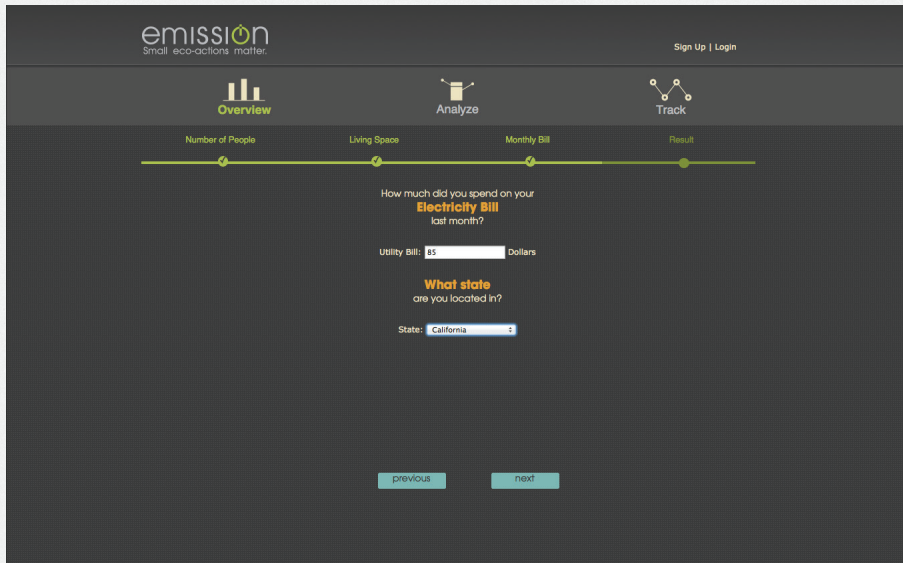 emission
Small eco-actions matter.
Sign Up | Login
Overview
Analyze
Track
Number of People
Living Space
Monthly Bill
Result
How much did you spend on your
Electricity Bill
last month?
Utility Bill: 85 Dollars
What state
are you located in?
State: California
previous
next